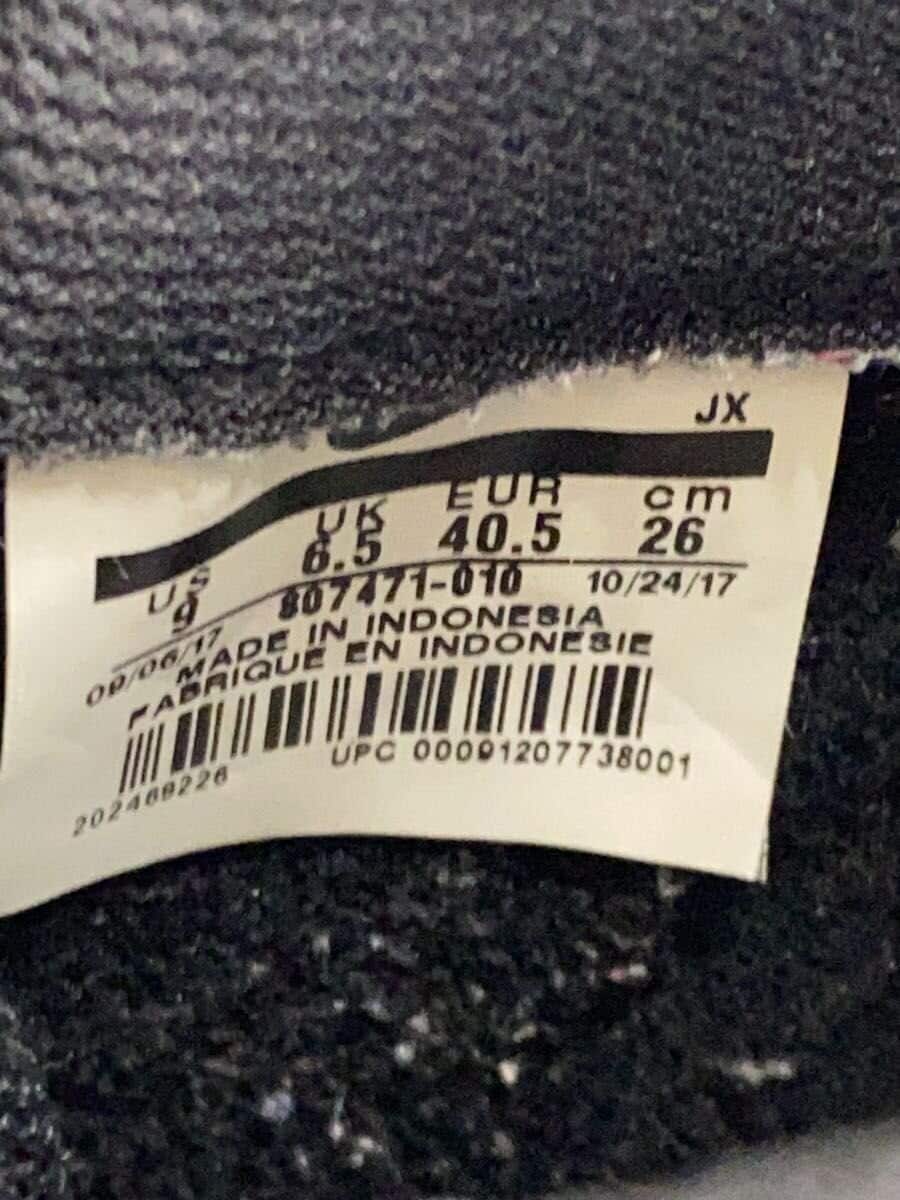 JX
US UK EUR cm
9 6.5 40.5 26
09/06/17 807471-010 10/24/17
MADE IN INDONESIA
FABRIQUE EN INDONESIE
202469226 UPC 00091207738001